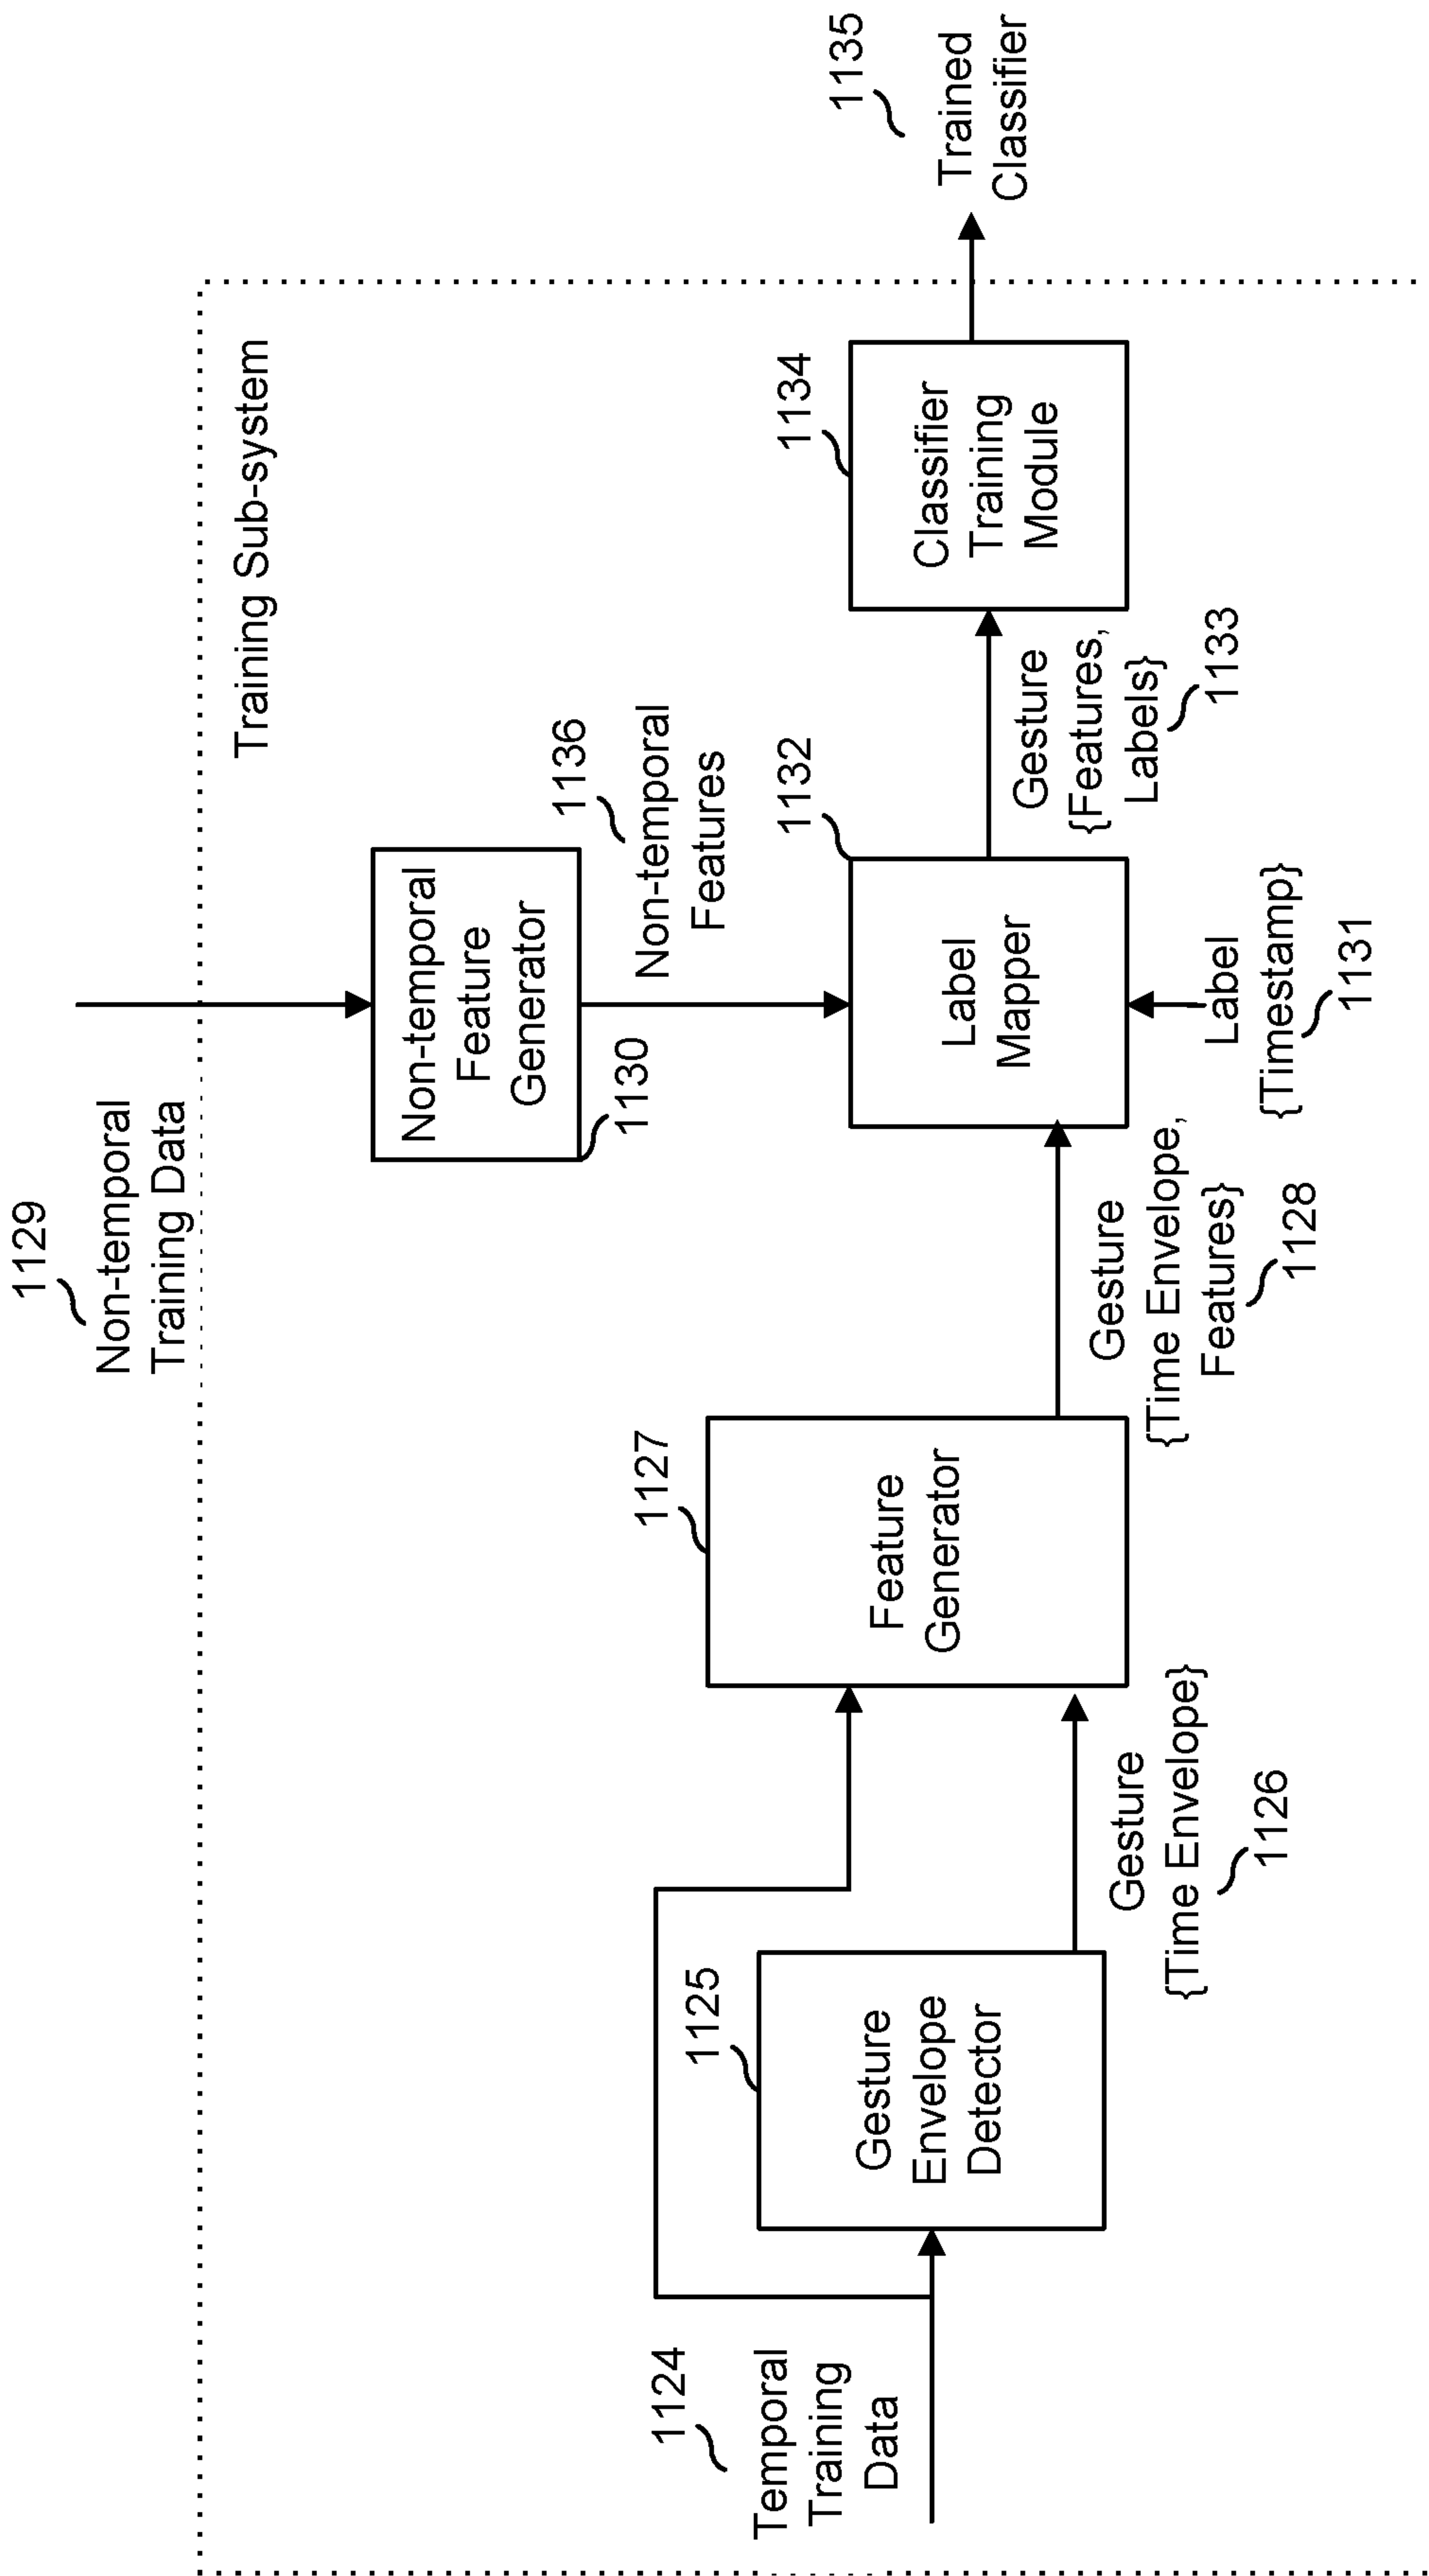 1129
Non-temporal
Training Data
Training Sub-system
Non-temporal
Feature
Generator
1130
1136
Non-temporal
Features
1124
Temporal
Training
Data
1125
Gesture
Envelope
Detector
Gesture
{Time Envelope}
1126
1127
Feature
Generator
Gesture
{Time Envelope,
Features}
1128
1132
Label
Mapper
Label
{Timestamp}
1131
Gesture
{Features,
Labels}
1133
1134
Classifier
Training
Module
1135
Trained
Classifier